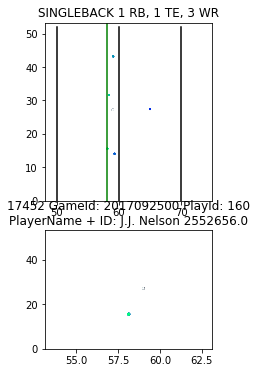 SINGLEBACK 1 RB, 1 TE, 3 WR
50
40
30
20
10
0
50 60 70
17452 GameId: 2017092500 PlayId: 160
PlayerName + ID: J.J. Nelson 2552656.0
40
20
0
55.0 57.5 60.0 62.5